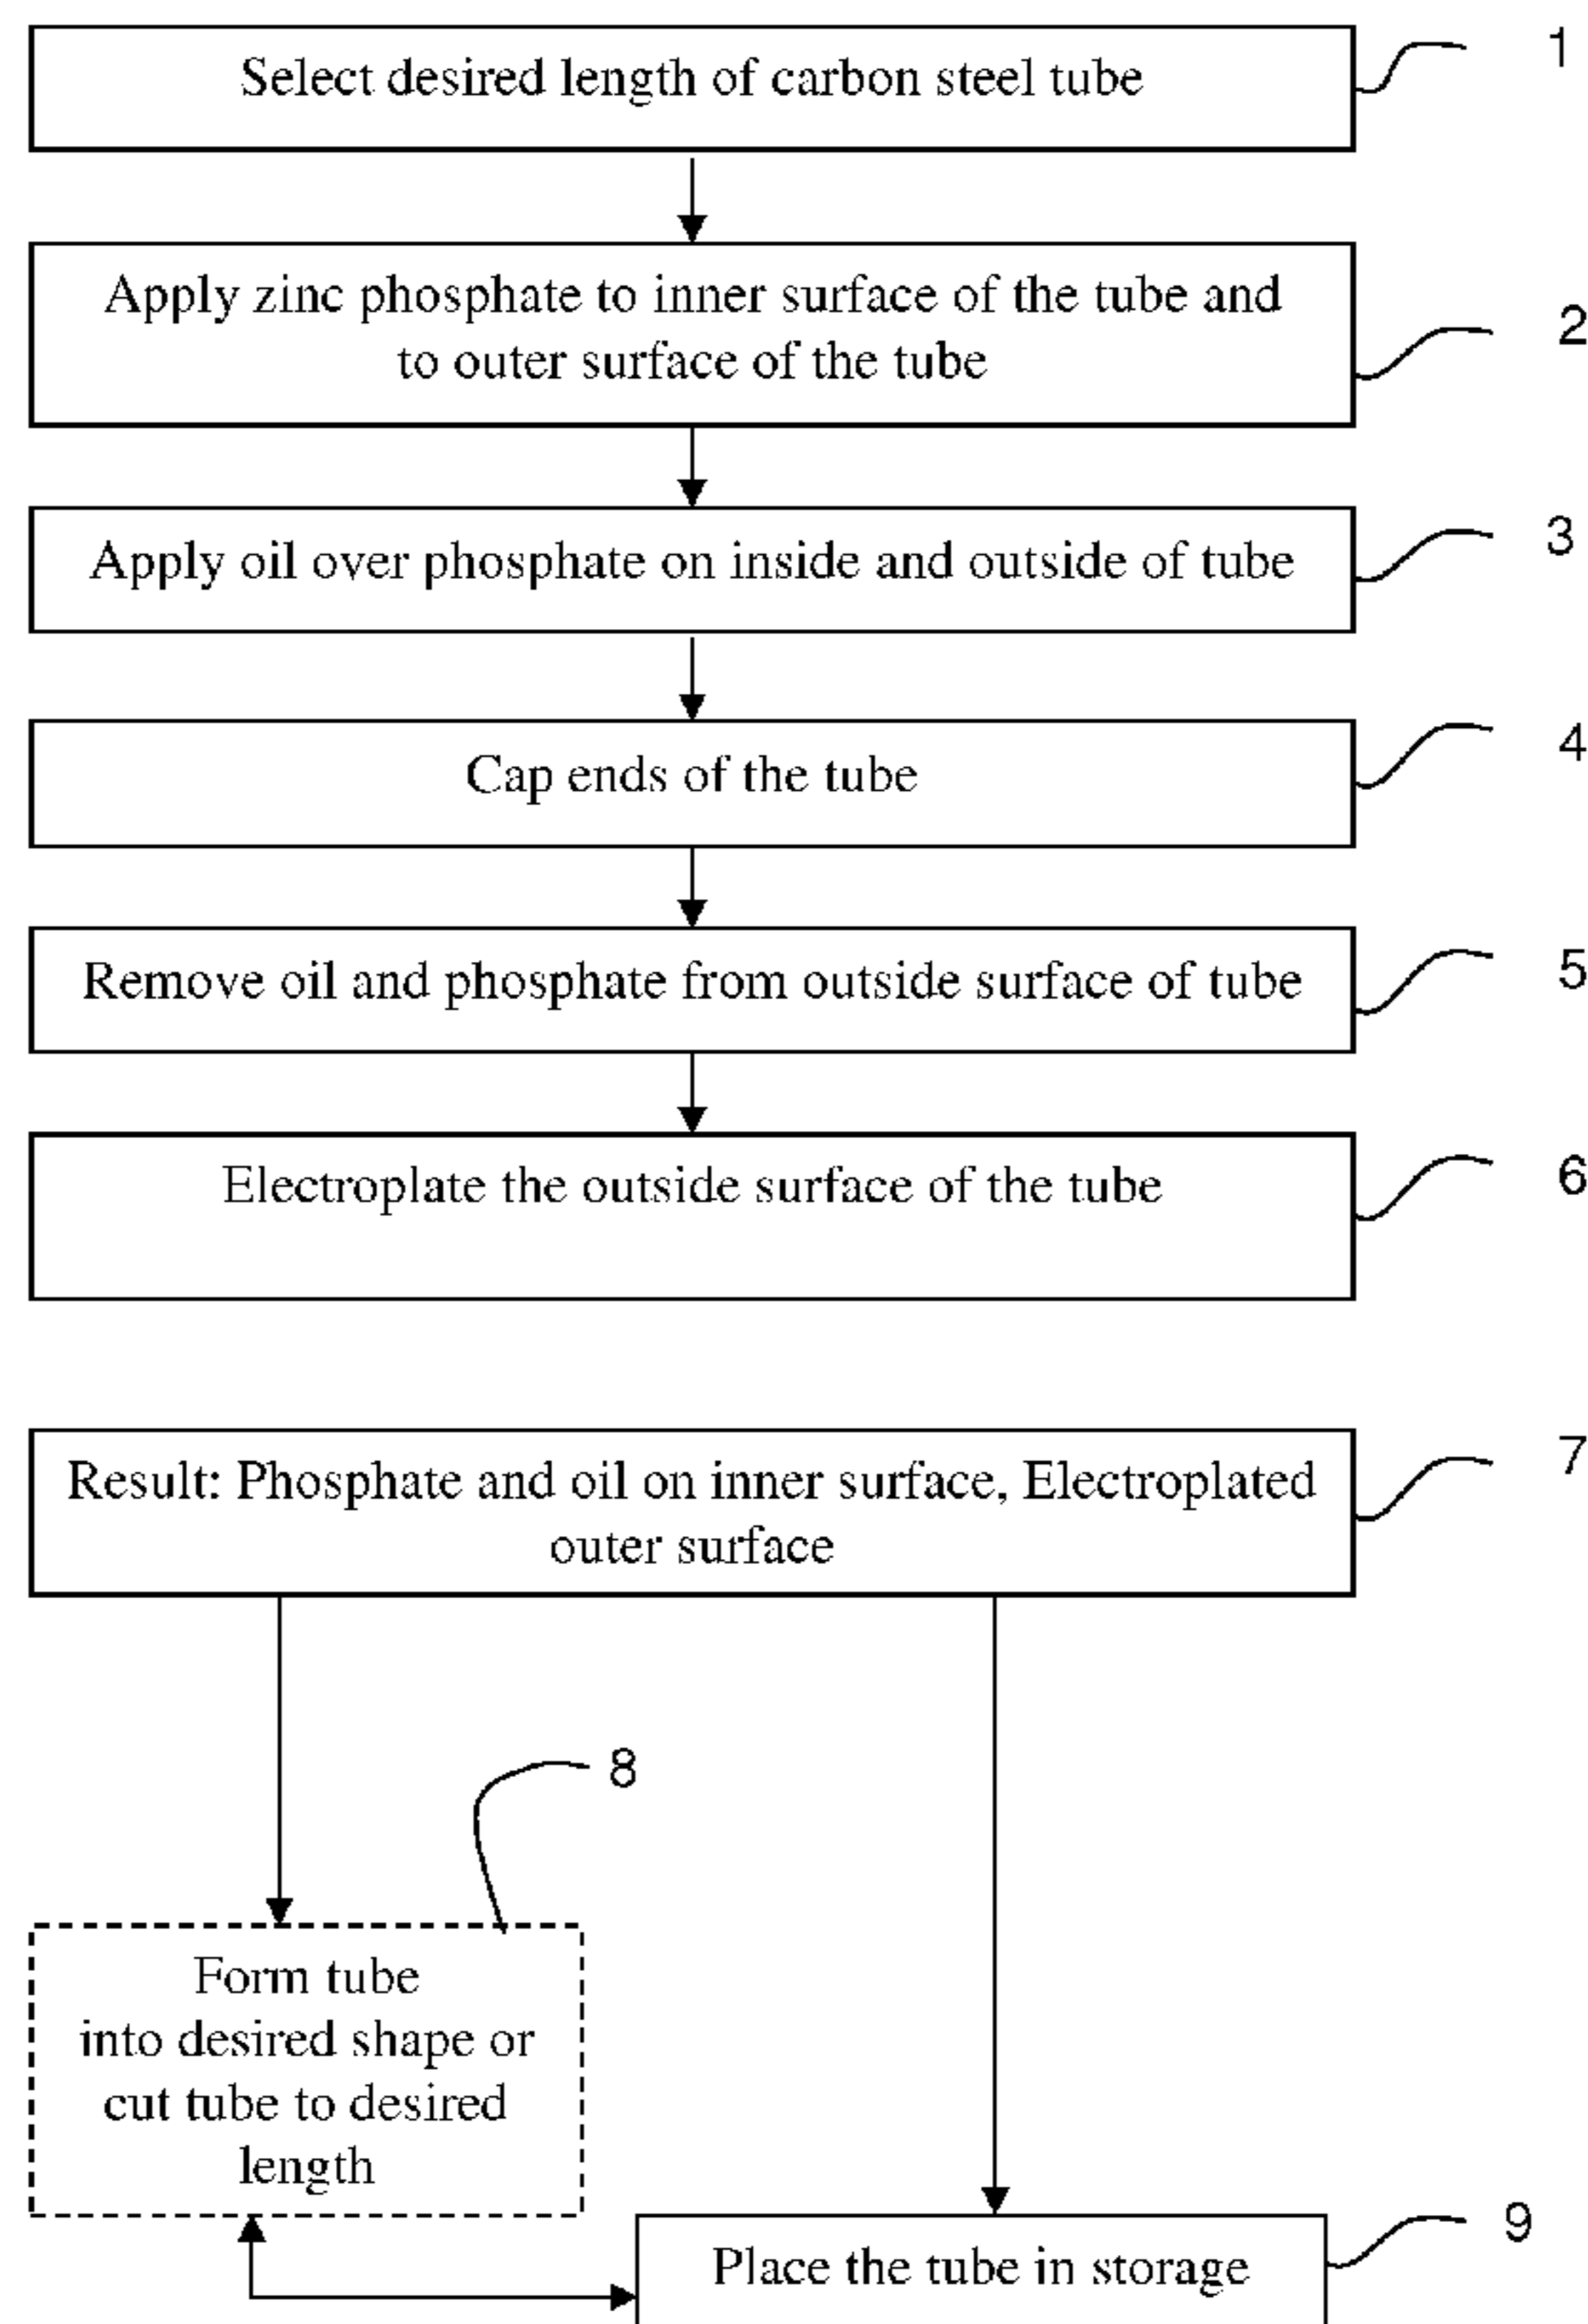 Select desired length of carbon steel tube
1
Apply zinc phosphate to inner surface of the tube and
to outer surface of the tube
2
Apply oil over phosphate on inside and outside of tube
3
Cap ends of the tube
4
Remove oil and phosphate from outside surface of tube
5
Electroplate the outside surface of the tube
6
Result: Phosphate and oil on inner surface, Electroplated
outer surface
7
8
Form tube
into desired shape or
cut tube to desired
length
Place the tube in storage
9